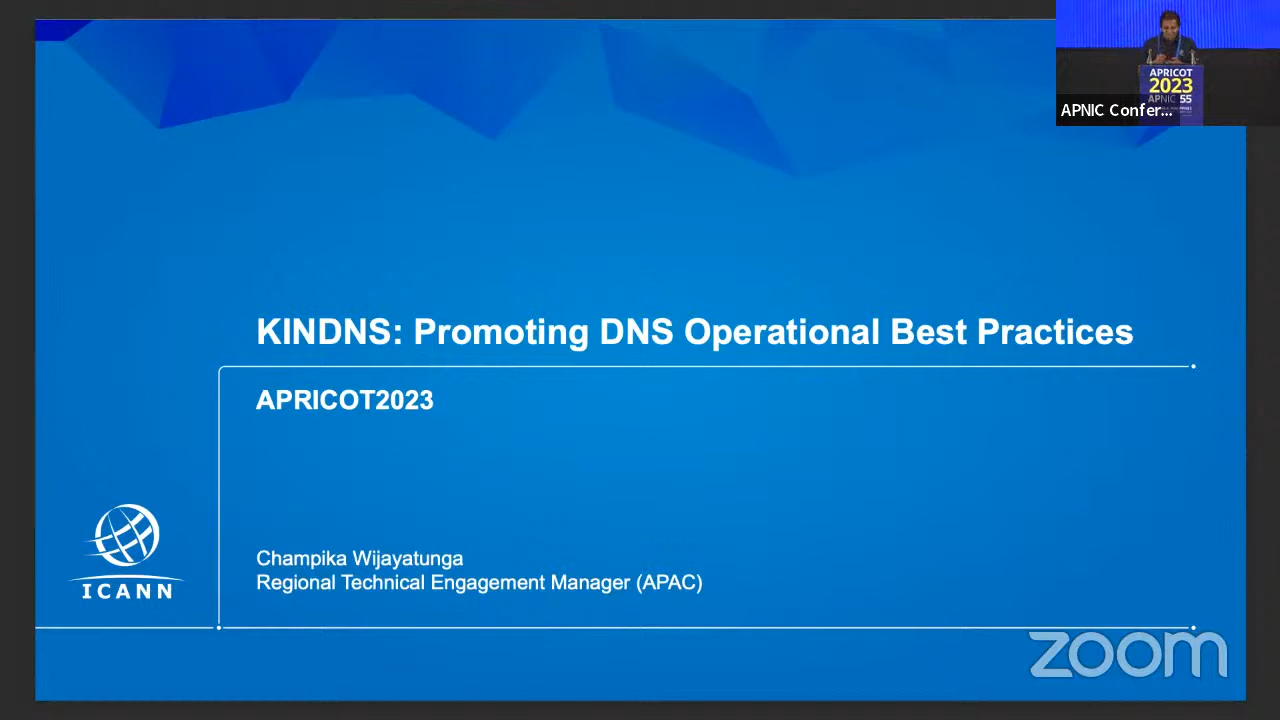 KINDNS: Promoting DNS Operational Best Practices
APRICOT2023
Champika Wijayatunga
Regional Technical Engagement Manager (APAC)
ICANN
APRICOT
2023
APNIC 55
APNIC Confer...
zoom